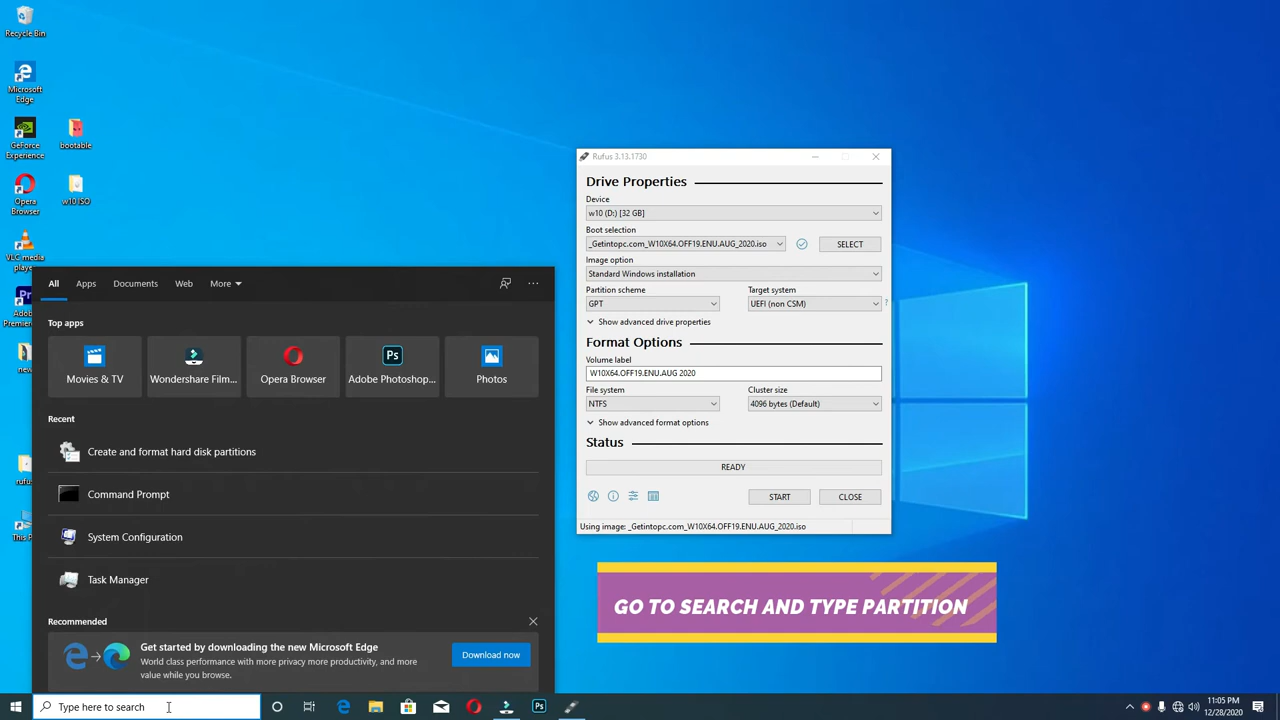 Recycle Bin
Microsoft
Edge
GeForce
Experience
bootable
Opera
Browser
w10 ISO
VLC media
player
Adobe
Premiere
rufus
This P
All
Apps
Documents
Web
More
Top apps
Movies & TV
Wondershare Film...
Opera Browser
Adobe Photoshop...
Photos
Recent
Create and format hard disk partitions
Command Prompt
System Configuration
Task Manager
Recommended
Get started by downloading the new Microsoft Edge
World class performance with more privacy more productivity, and more
value while you browse.
Download now
Type here to search
Rufus 3.13.1730
Drive Properties
Device
w10 (D:) [32 GB]
Boot selection
_Getintopc.com_W10X64.OFF19.ENU.AUG_2020.iso
SELECT
Image option
Standard Windows installation
Partition scheme
Target system
GPT
UEFI (non CSM)
?
Show advanced drive properties
Format Options
Volume label
W10X64.OFF19.ENU.AUG 2020
File system
Cluster size
NTFS
4096 bytes (Default)
Show advanced format options
Status
READY
START
CLOSE
Using image: _Getintopc.com_W10X64.OFF19.ENU.AUG_2020.iso
GO TO SEARCH AND TYPE PARTITION
11:05 PM
12/28/2020